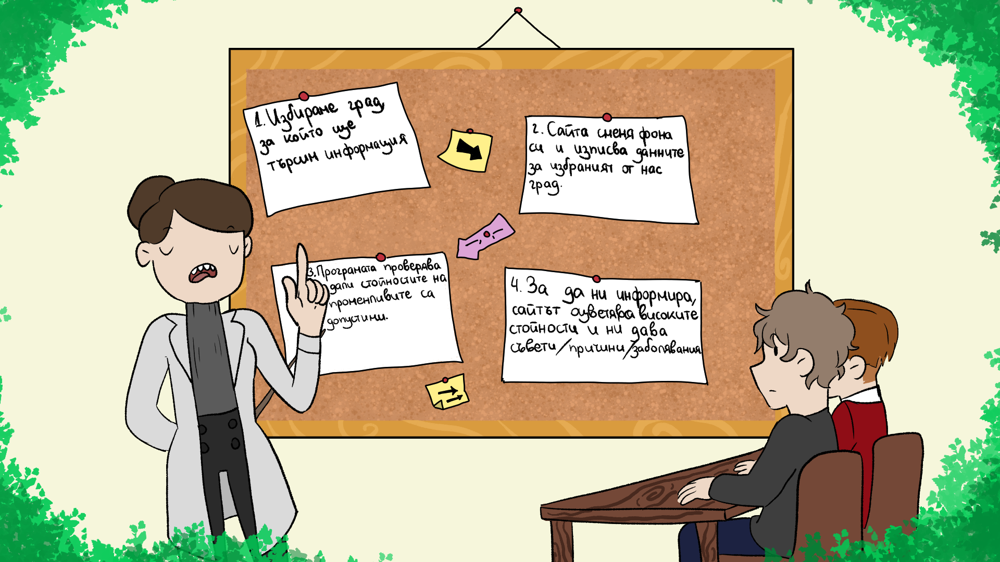 1. Избираме град,
за който ще
търсим информация
2. Сайта сменя фона
си и изписва данните
за избраният от нас
град.
3. Програмата проверява
дали стойностите на
променливите са
допустими.
4. За да ни информира,
сайтът оцветява високите
стойности и ни дава
съвети/причини/заболявания